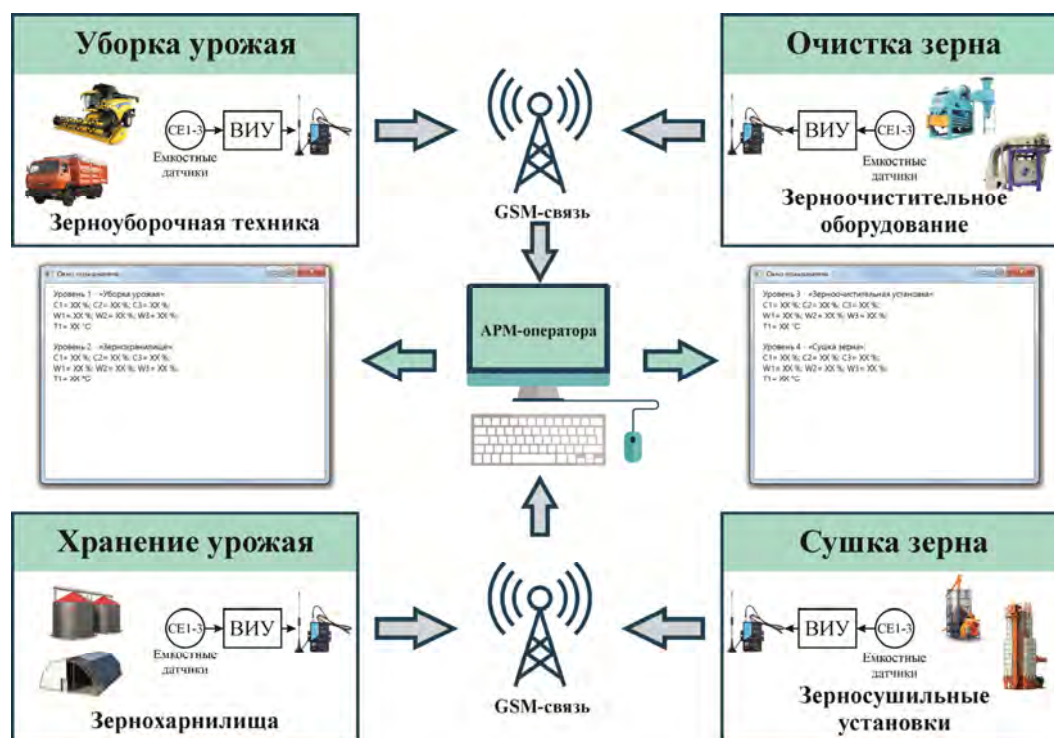 Уборка урожая
СЕ1-3
ВИУ
Емкостные
датчики
Зерноуборочная техника
GSM-связь
Очистка зерна
ВИУ
СЕ1-3
Емкостные
датчики
Зерноочистительное
оборудование
Окно пользователя
Уровень 1 - «Уборка урожая»
C1= XX %; C2= XX %; C3= XX %;
W1= XX %; W2= XX %; W3= XX %;
T1= XX °C
Уровень 2 - «Зернохранилище»
C1= XX %; C2= XX %; C3= XX %;
W1= XX %; W2= XX %; W3= XX %;
T1= XX °C
АРМ-оператора
Окно пользователя
Уровень 3 - «Зерноочистительная установка»
C1= XX %; C2= XX %; C3= XX %;
W1= XX %; W2= XX %; W3= XX %;
T1= XX °C
Уровень 4 - «Сушка зерна»:
C1= XX %; C2= XX %; C3= XX %;
W1= XX %; W2= XX %; W3= XX %;
T1= XX °C
Хранение урожая
СЕ1-3
ВИУ
Емкостные
датчики
Зернохарнилища
GSM-связь
Сушка зерна
ВИУ
СЕ1-3
Емкостные
датчики
Зерносушильные
установки